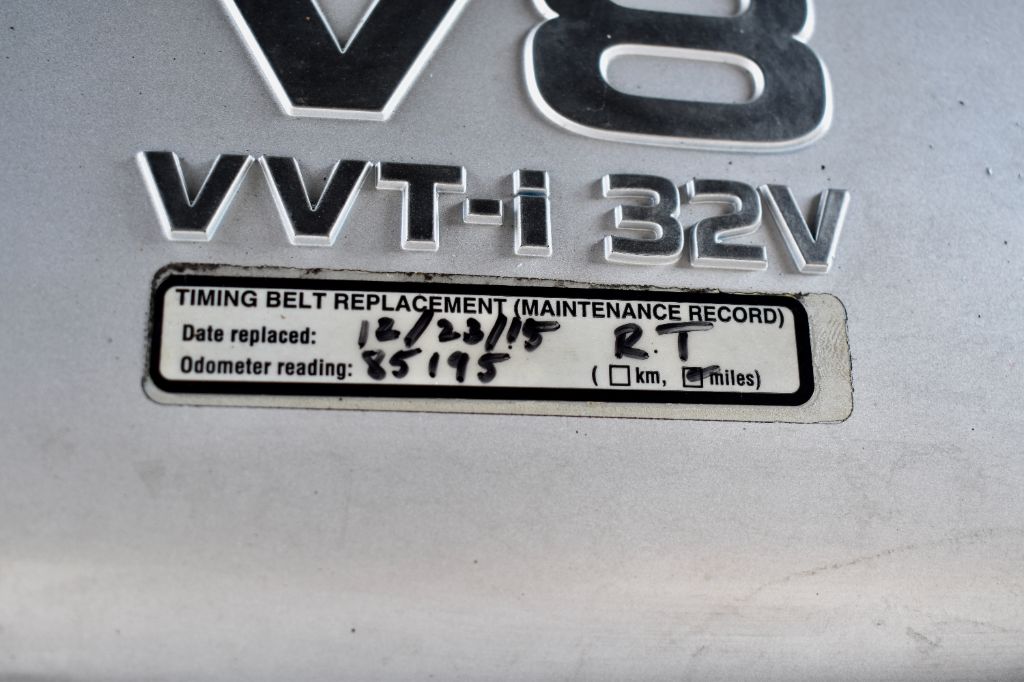 V8
VVT-i 32V
TIMING BELT REPLACEMENT (MAINTENANCE RECORD)
Date replaced: 12/23/15 R.T
Odometer reading: 85195 ( km, miles)